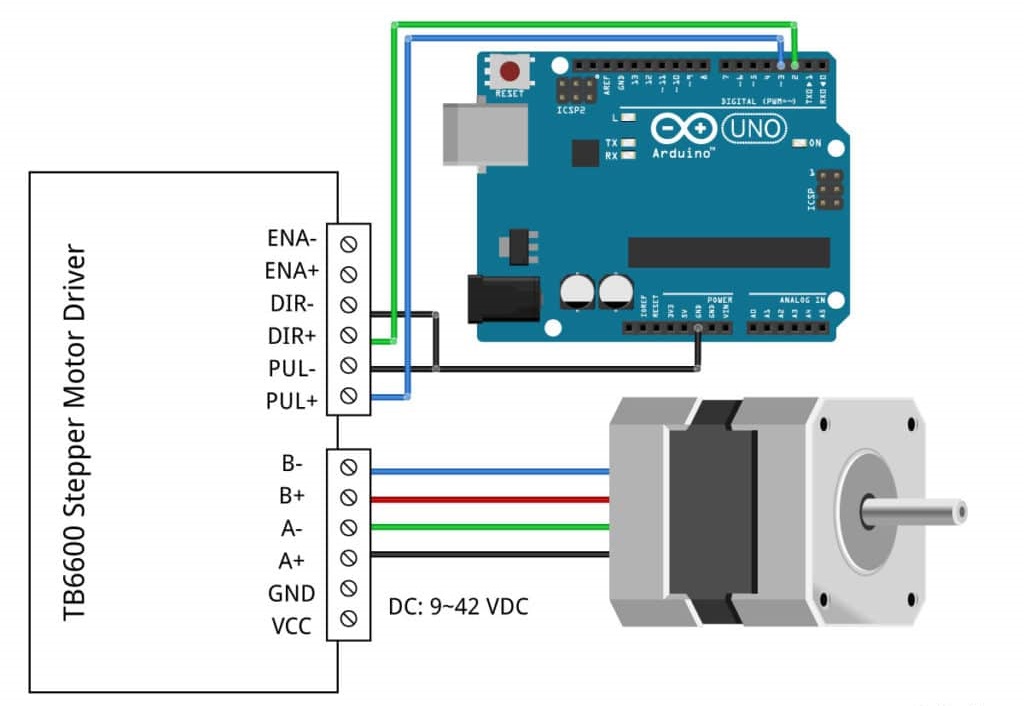 TB6600 Stepper Motor Driver
ENA-
ENA+
DIR-
DIR+
PUL-
PUL+
B-
B+
A-
A+
GND
VCC
DC: 9~42 VDC
RESET
ICSP2
AREF
GND
13
12
~11
~10
~9
8
7
~6
~5
4
~3
2
TXD▶1
RXD◀0
DIGITAL (PWM=~)
L
TX
RX
UNO
Arduino™
ON
1
ICSP
IOREF
RESET
3V3
5V
GND
GND
VIN
POWER
ANALOG IN
A0
A1
A2
A3
A4
A5